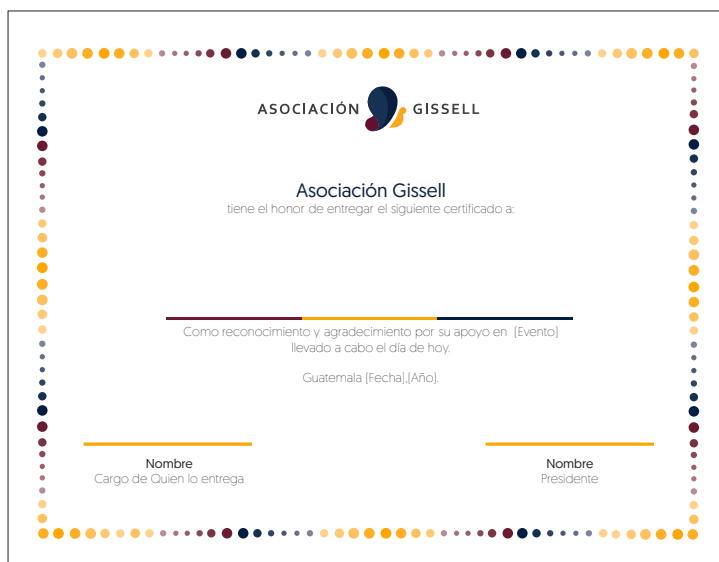 ASOCIACIÓN GISSELL
Asociación Gissell
tiene el honor de entregar el siguiente certificado a:
Como reconocimiento y agradecimiento por su apoyo en [Evento]
llevado a cabo el día de hoy.
Guatemala [Fecha],[Año].
Nombre
Cargo de Quien lo entrega
Nombre
Presidente